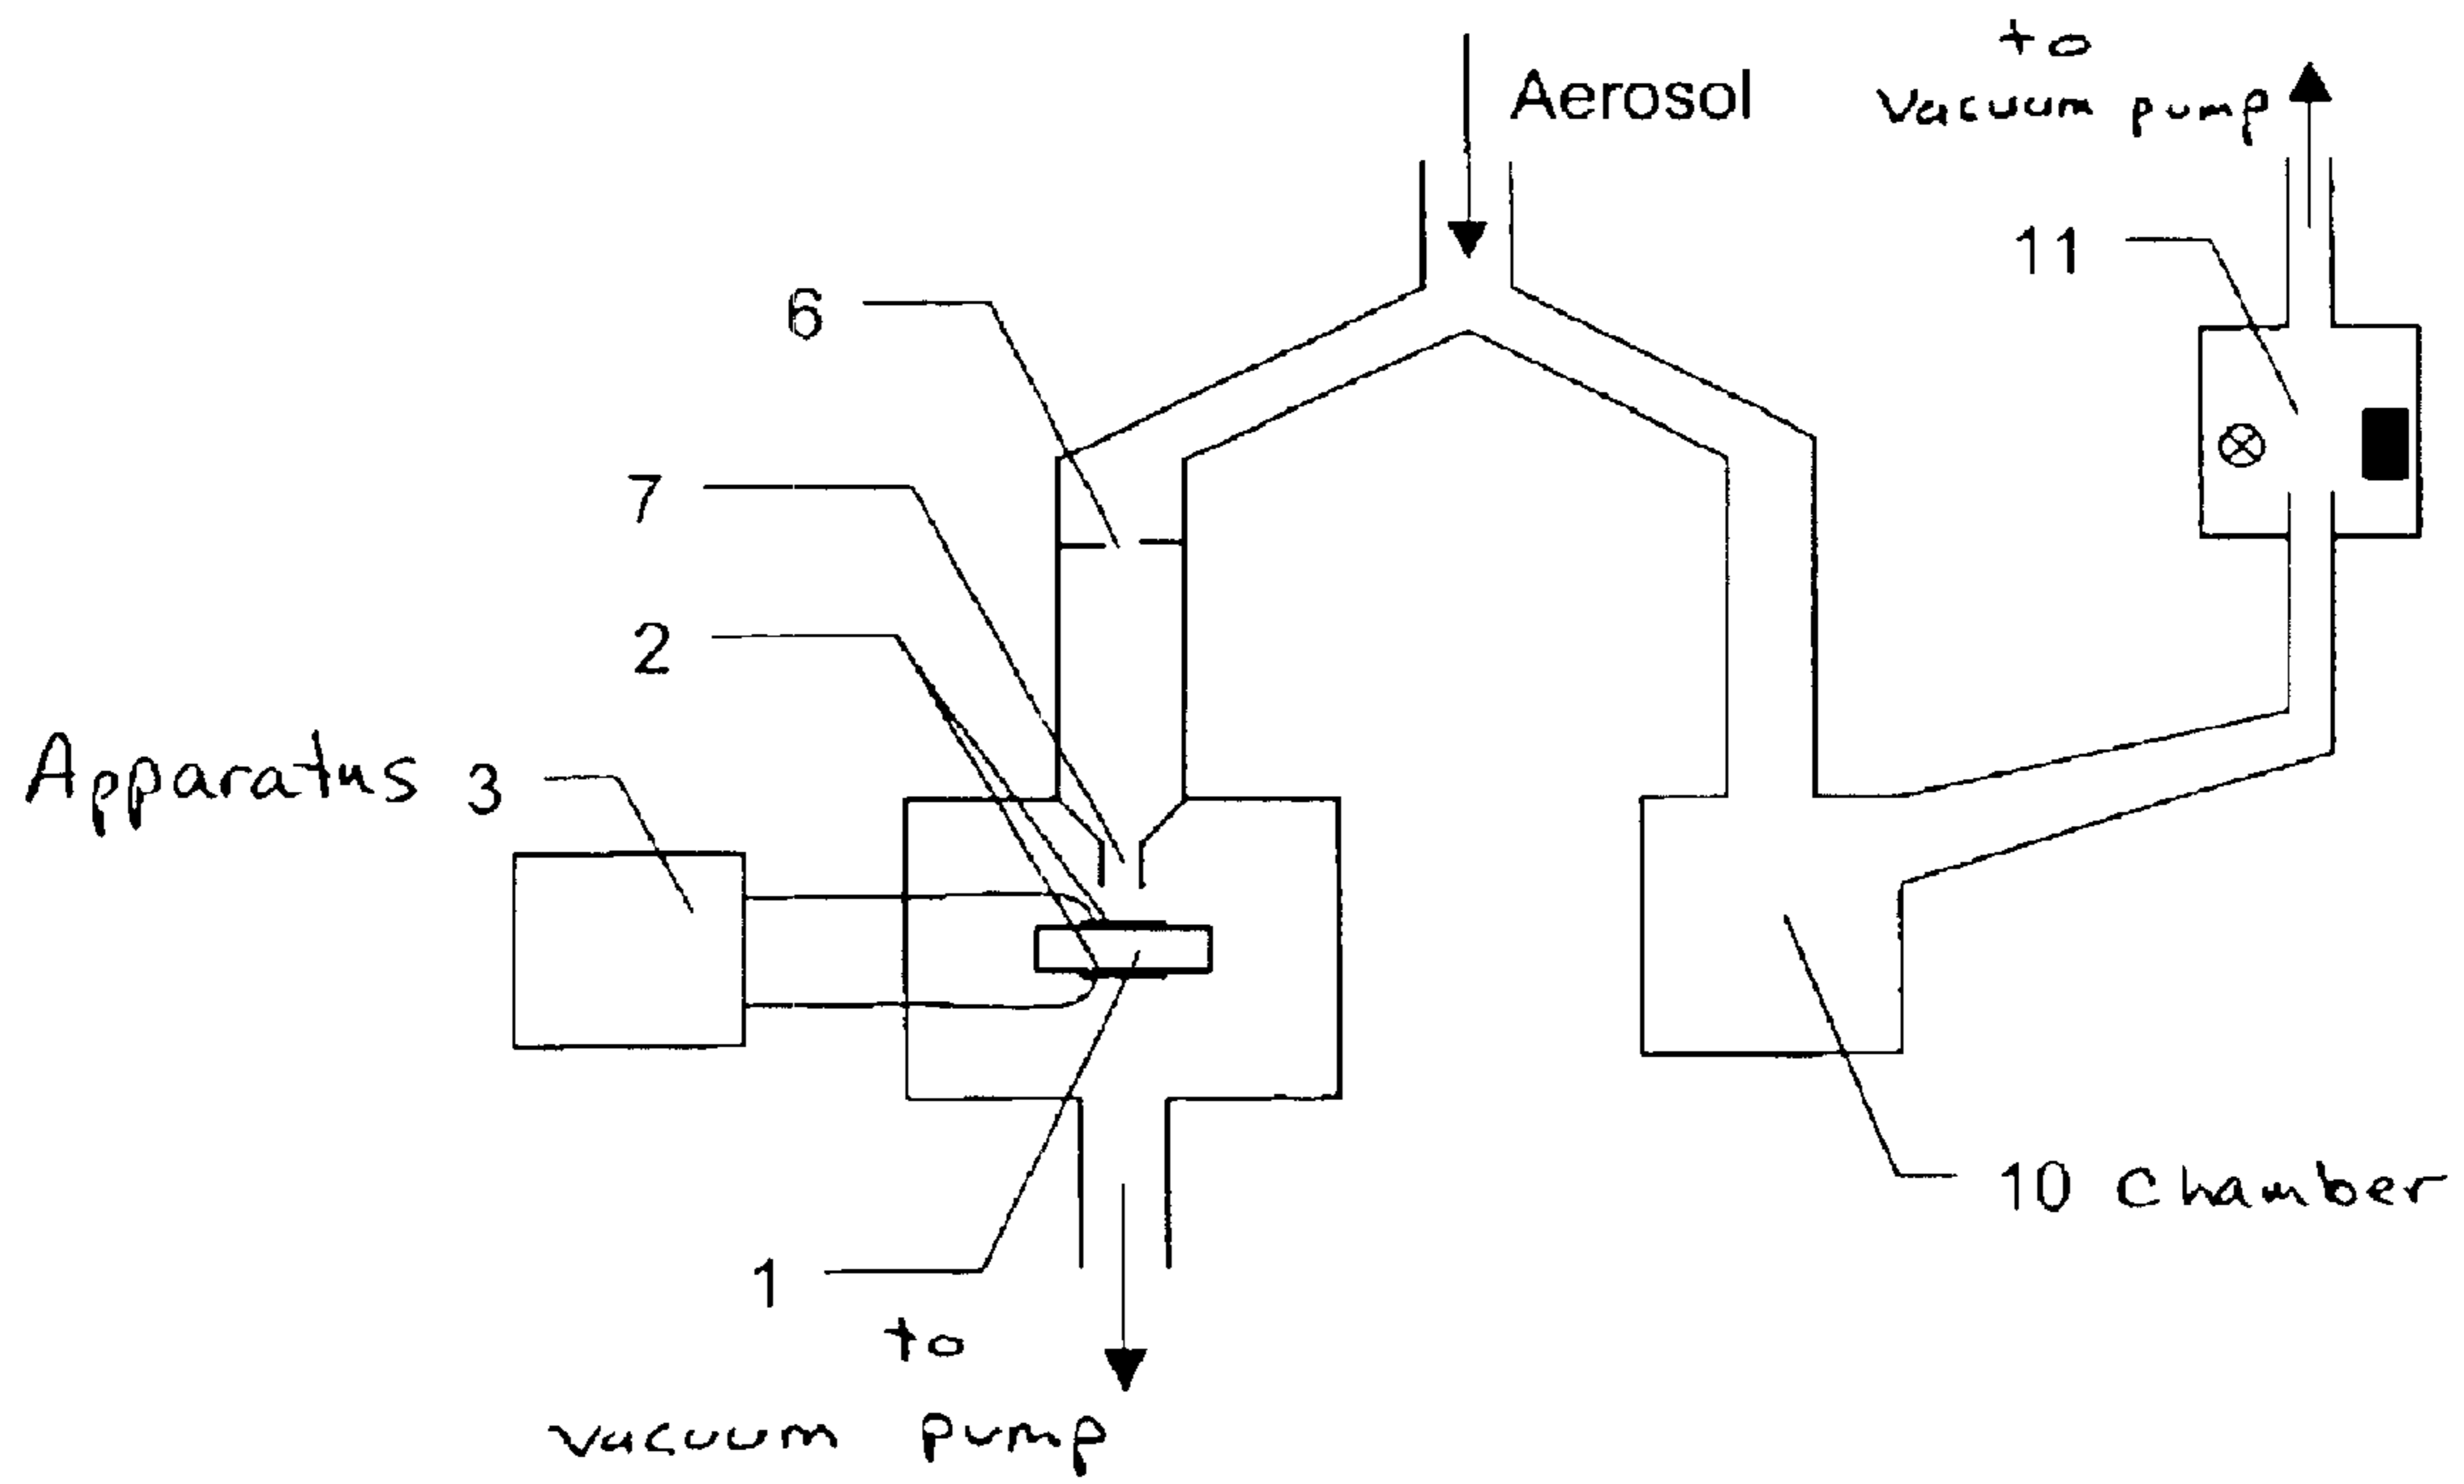 to
Aerosol
vacuum pump
11
6
7
2
Apparatus 3
10 Chamber
1
to
vacuum pump